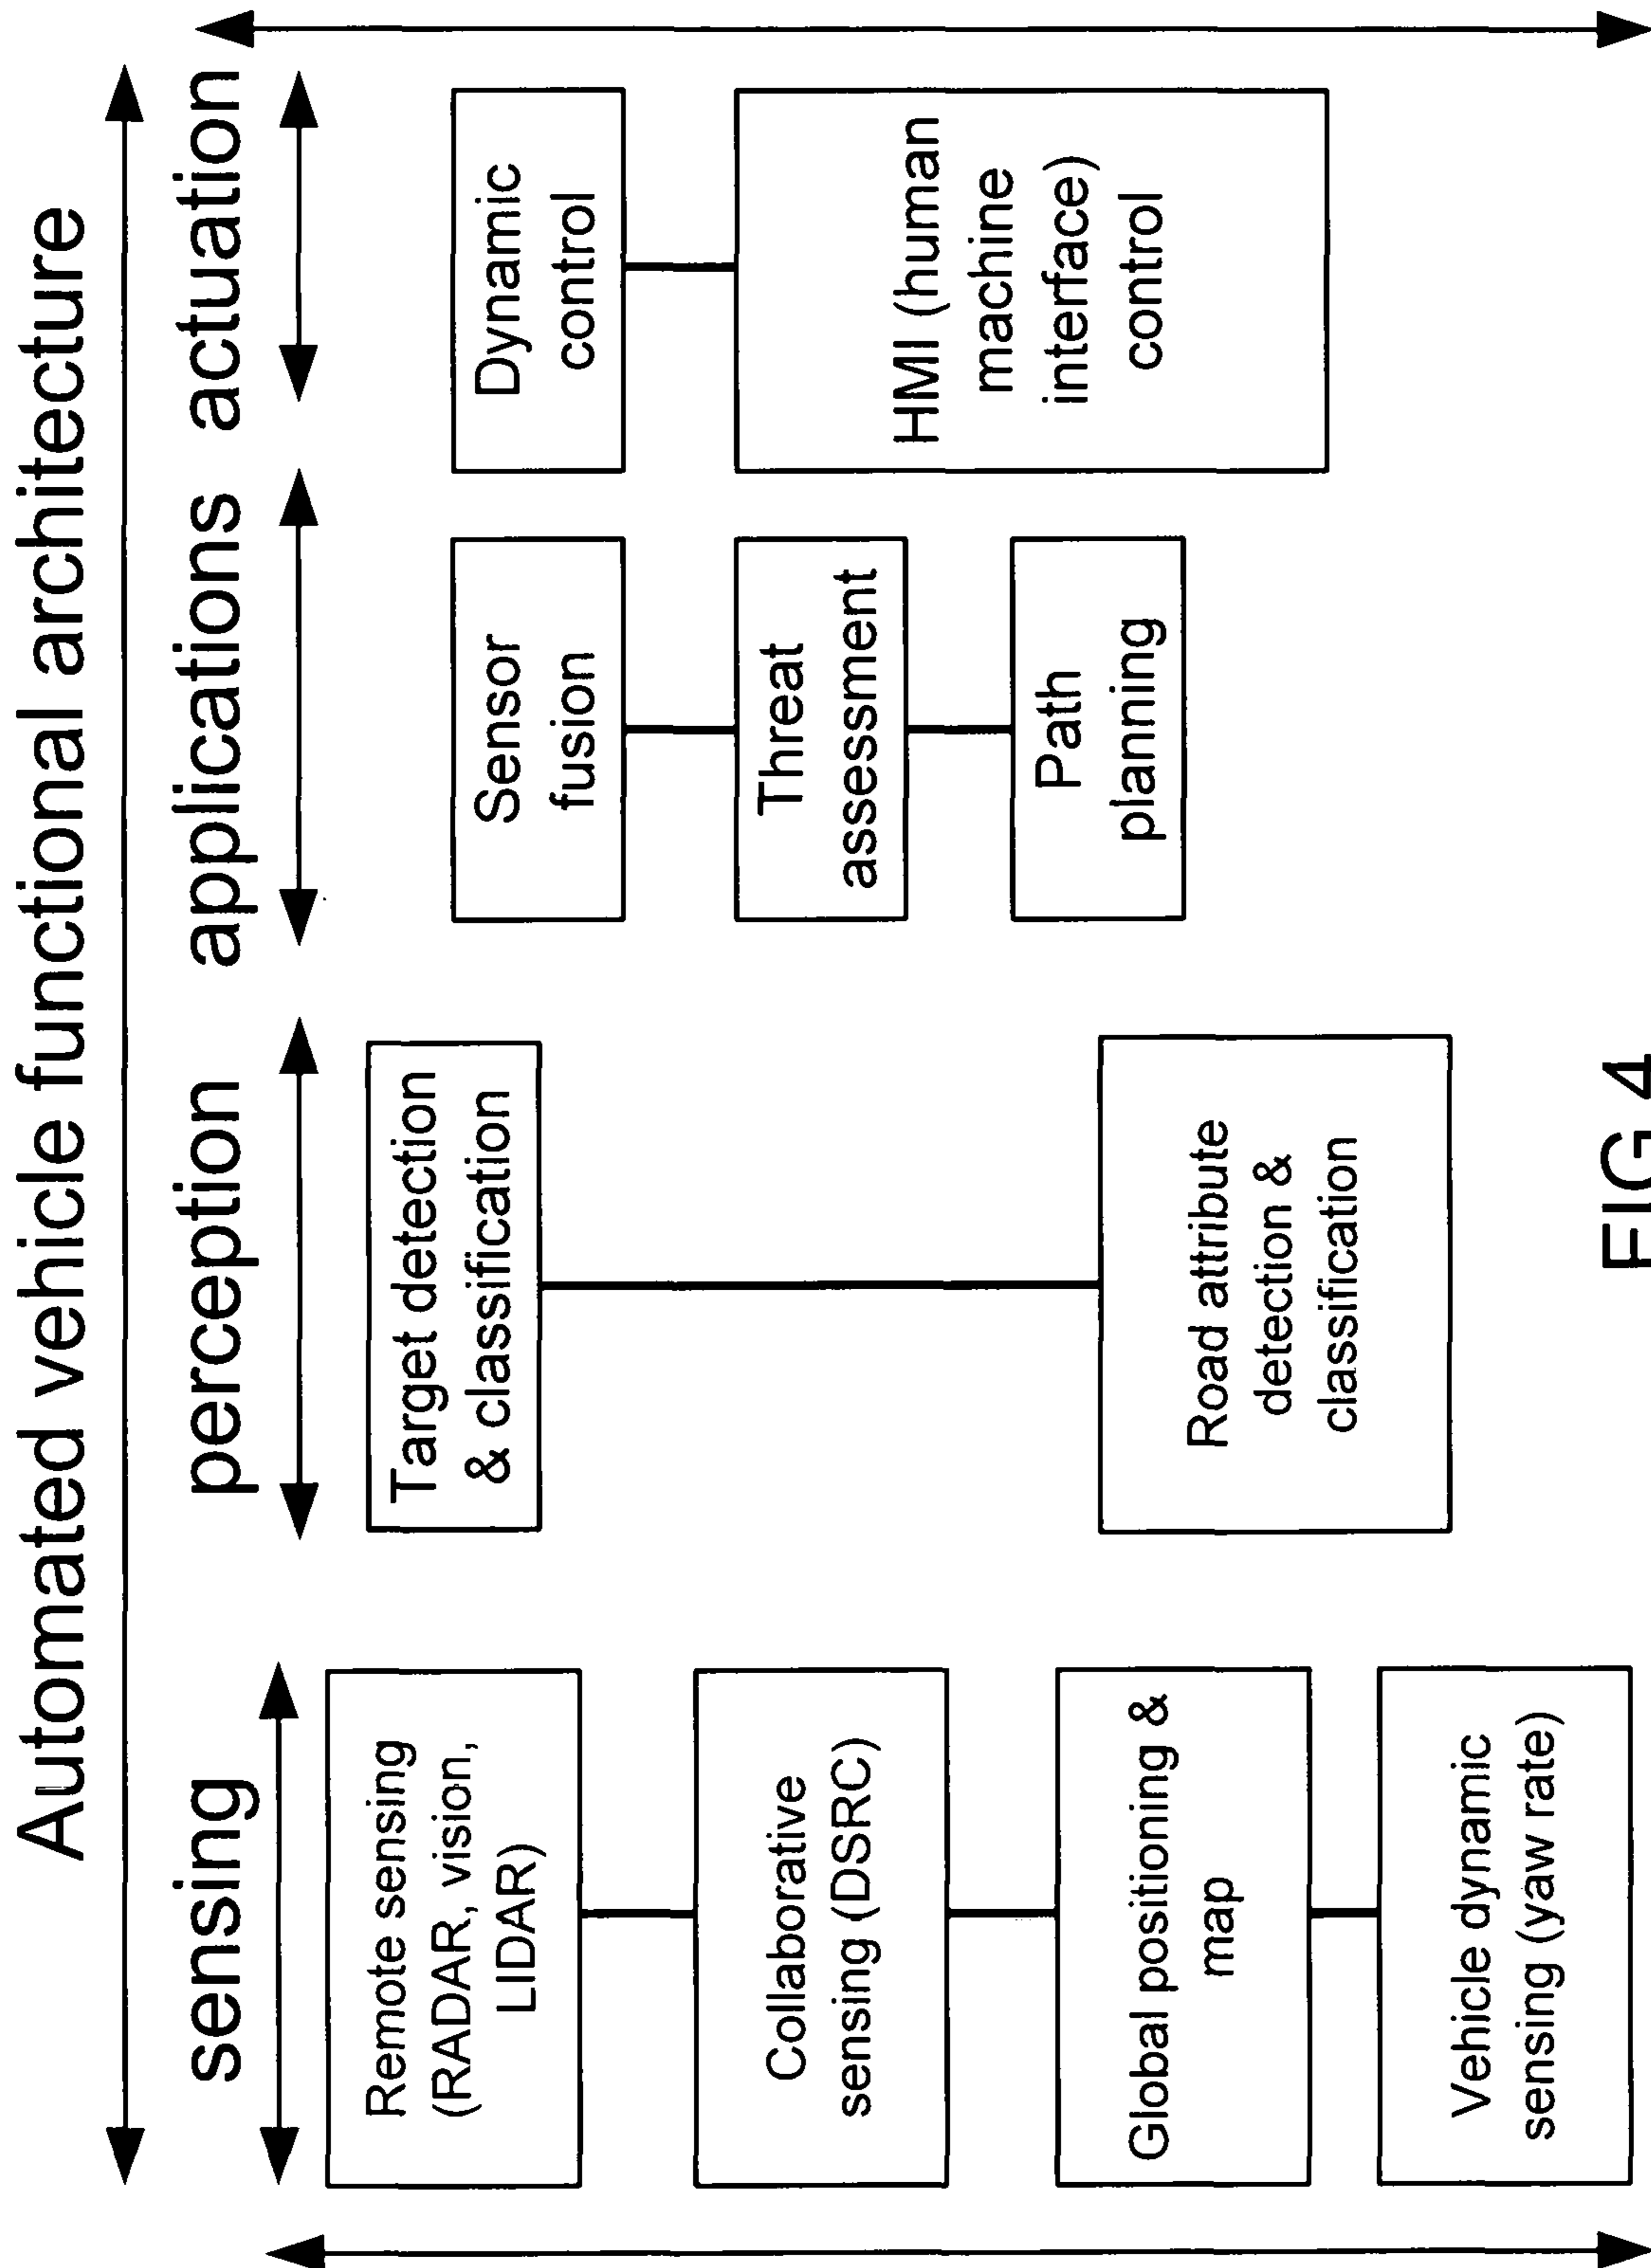 Automated vehicle functional architecture
sensing
perception
applications
actuation
Remote sensing
(RADAR, vision,
LIDAR)
Collaborative
sensing (DSRC)
Global positioning &
map
Vehicle dynamic
sensing (yaw rate)
Target detection
& classification
Road attribute
detection &
classification
Sensor
fusion
Threat
assessment
Path
planning
Dynamic
control
HMI (human
machine
interface)
control
FIG 4